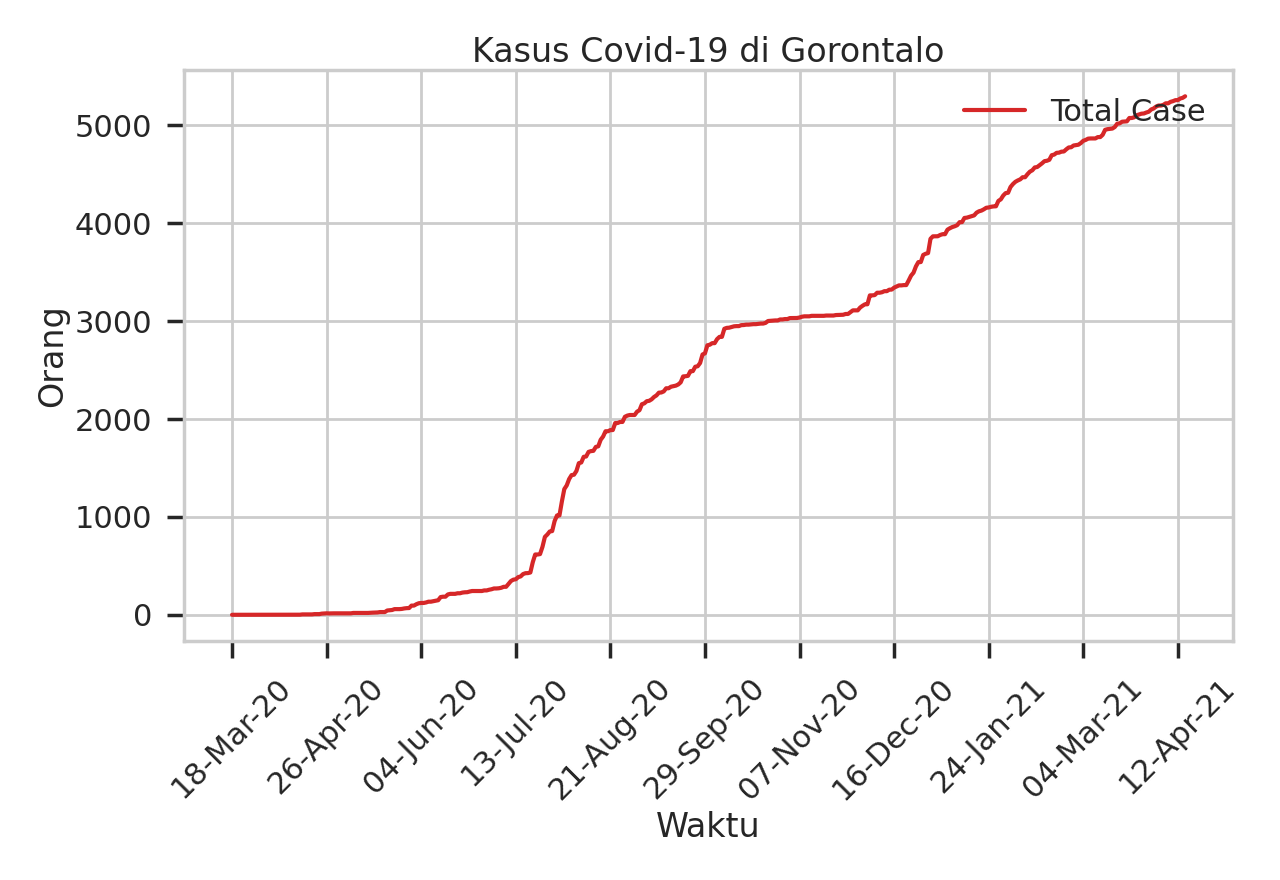 Kasus Covid-19 di Gorontalo
Total Case
Orang
5000
4000
3000
2000
1000
0
18-Mar-20
26-Apr-20
04-Jun-20
13-Jul-20
21-Aug-20
29-Sep-20
07-Nov-20
16-Dec-20
24-Jan-21
04-Mar-21
12-Apr-21
Waktu